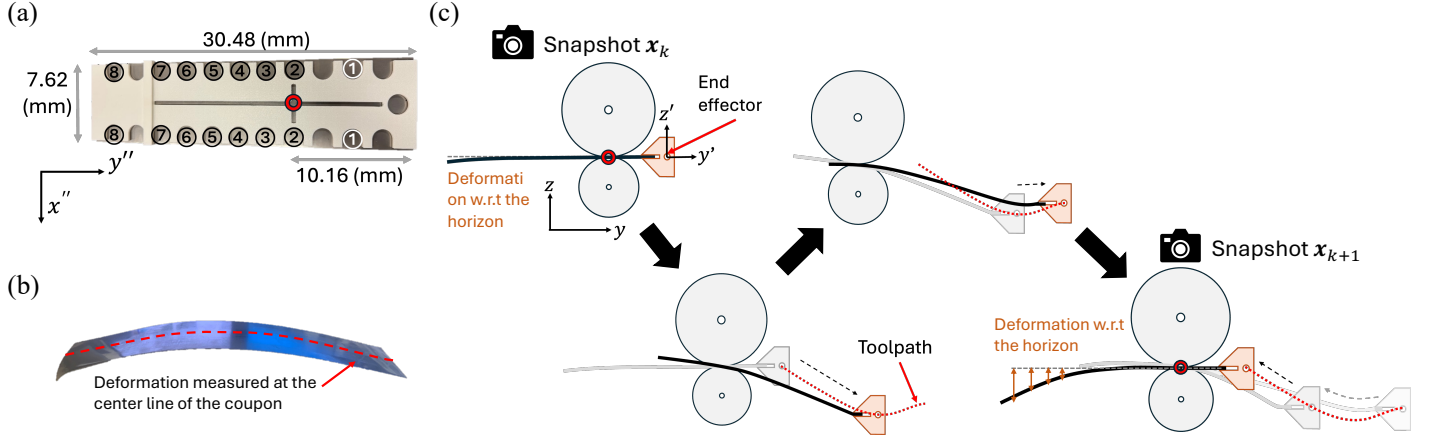 (a)
30.48 (mm)
7.62
(mm)
8 7 6 5 4 3 2 1
8 7 6 5 4 3 2 1
10.16 (mm)
y''
x''
(b)
Deformation measured at the
center line of the coupon
(c)
Snapshot x_k
End
effector
z'
y'
Deformati
on w.r.t the
horizon
z
y
Toolpath
Snapshot x_{k+1}
Deformation w.r.t
the horizon